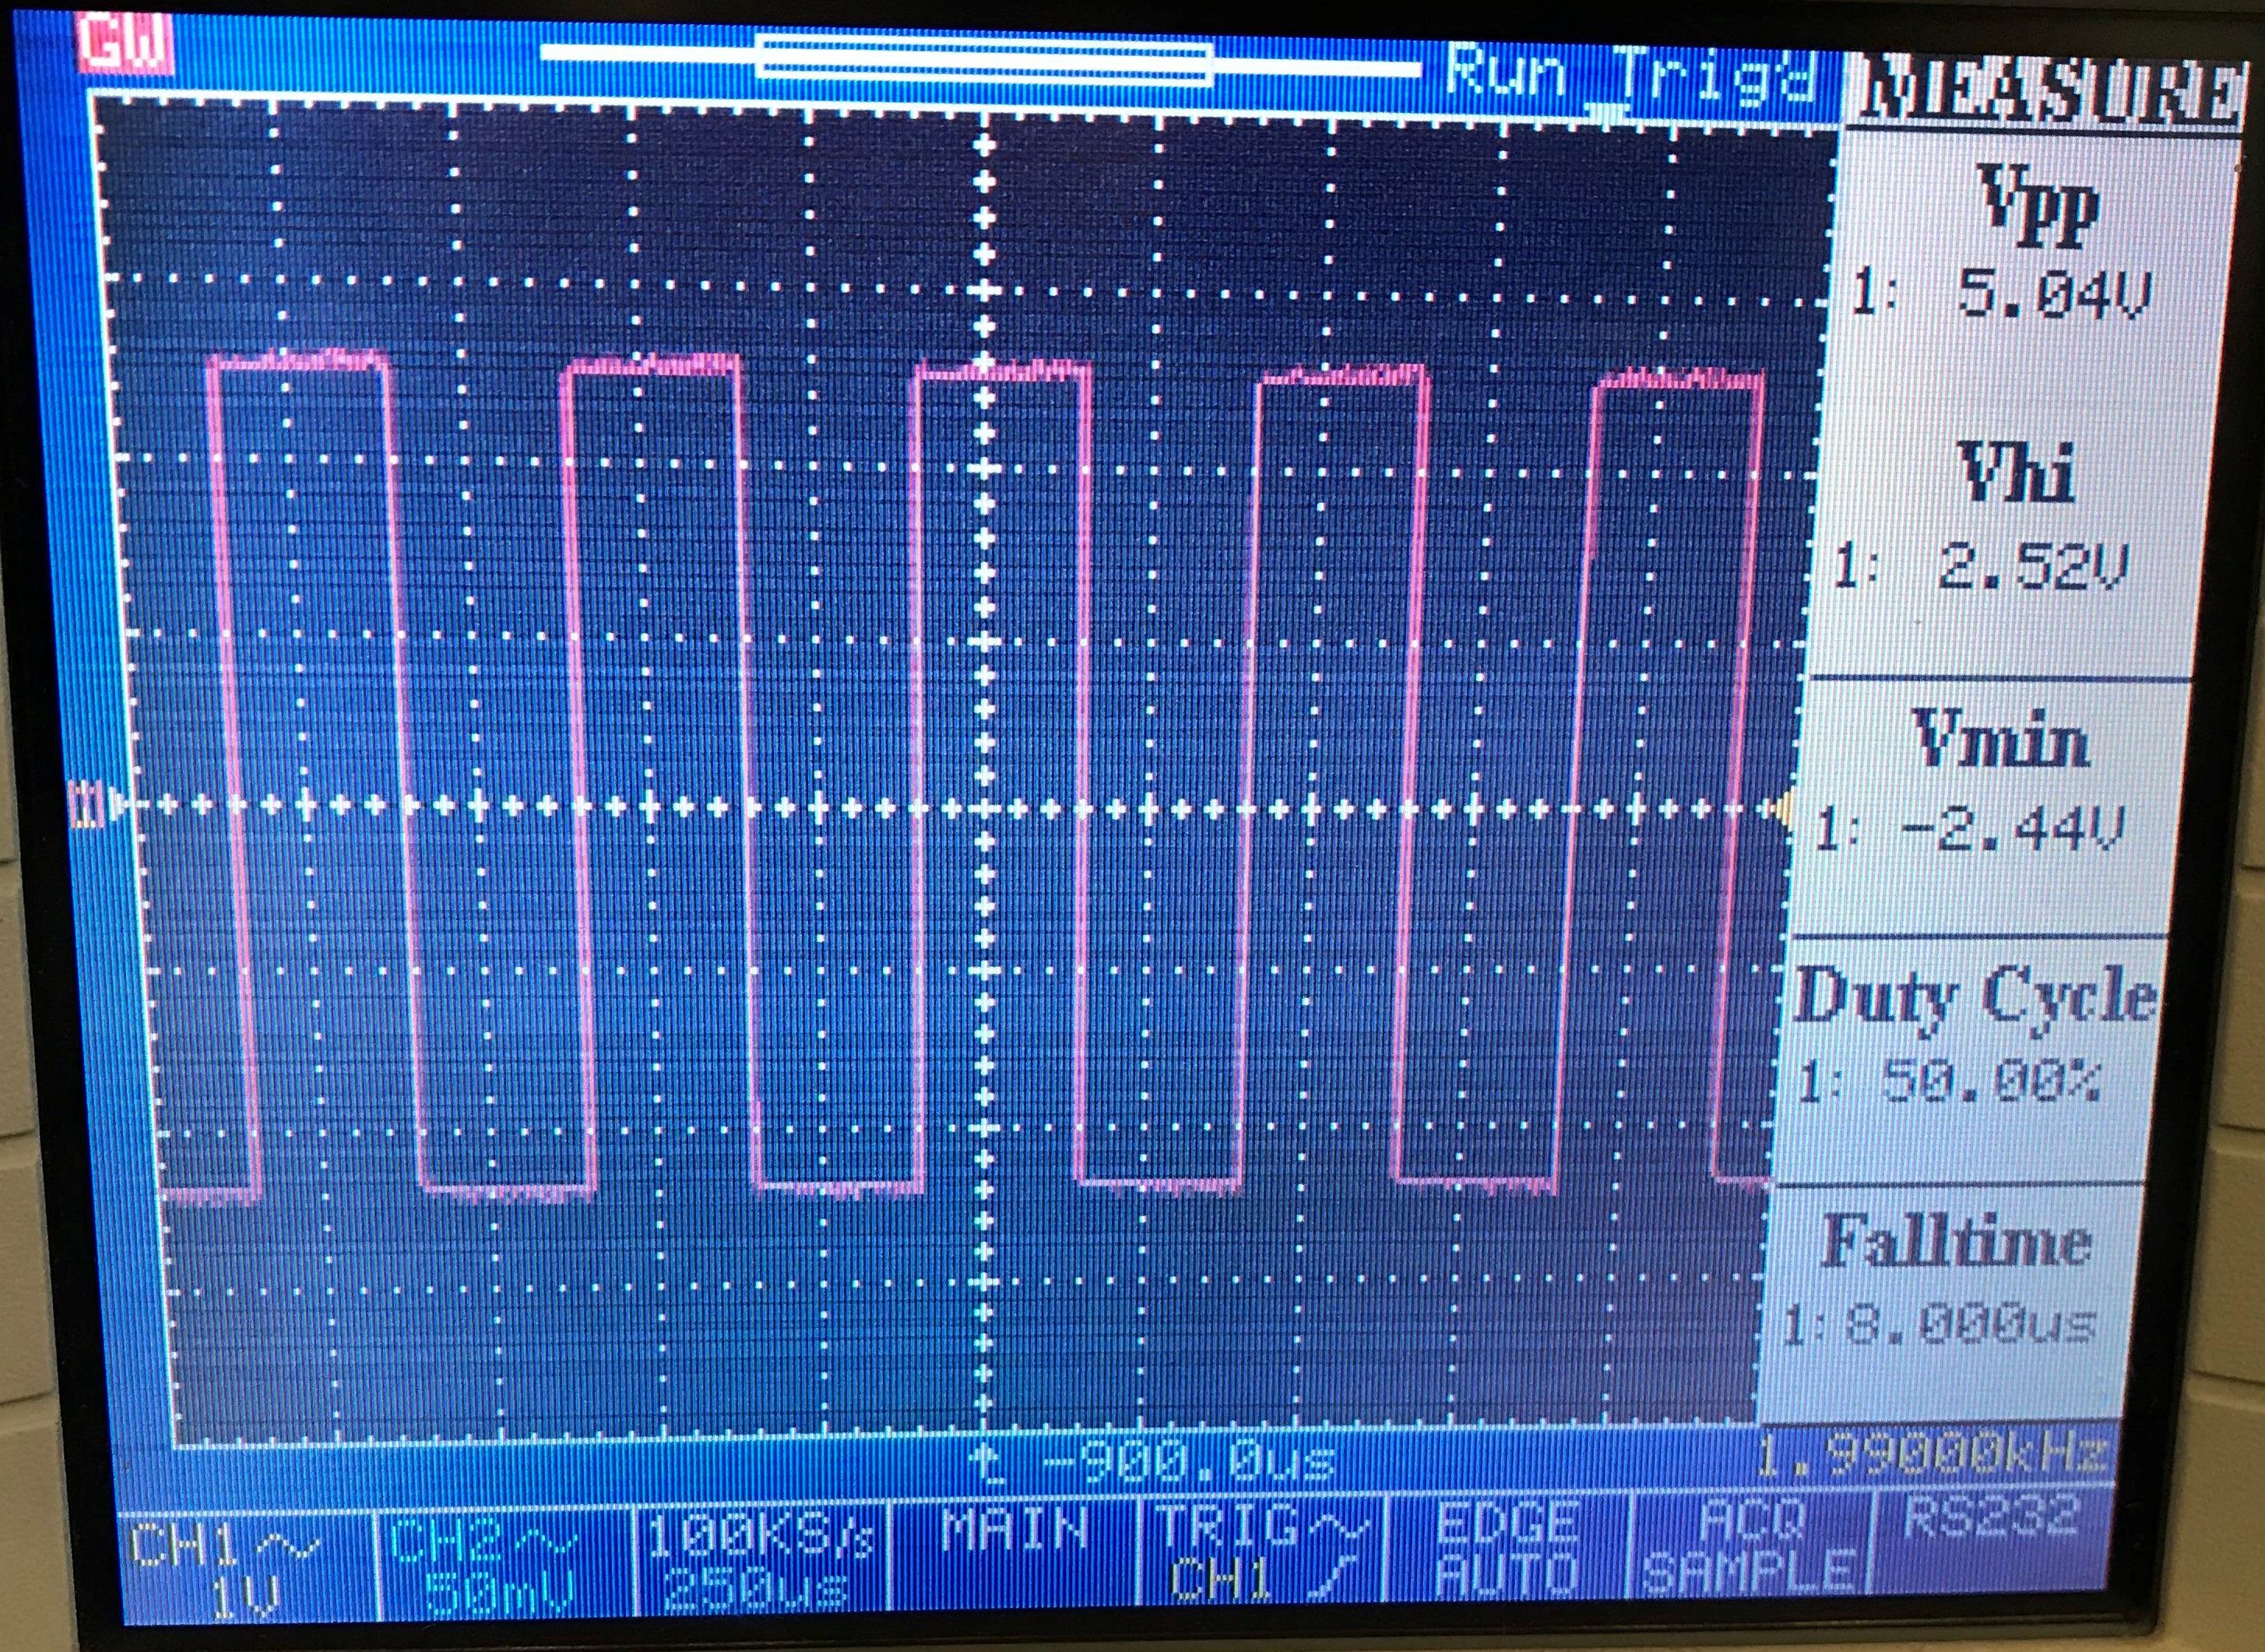 GW
Run Trig'd
MEASURE
Vpp
1: 5.04V
Vhi
1: 2.52V
Vmin
1: -2.44V
Duty Cycle
1: 50.00%
Falltime
1:8.000us
1
-900.0us
1.99000kHz
CH1 CH2 100KS/s MAIN TRIG EDGE ACQ RS232
1V 50mV 250us CH1 AUTO SAMPLE